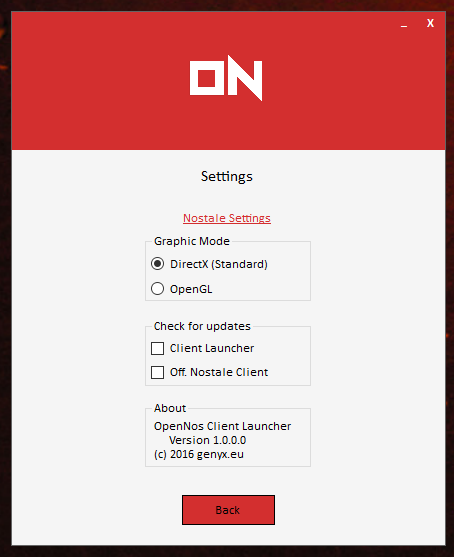 _ X
ON
Settings
Nostale Settings
Graphic Mode
DirectX (Standard)
OpenGL
Check for updates
Client Launcher
Off. Nostale Client
About
OpenNos Client Launcher
Version 1.0.0.0
(c) 2016 genyx.eu
Back